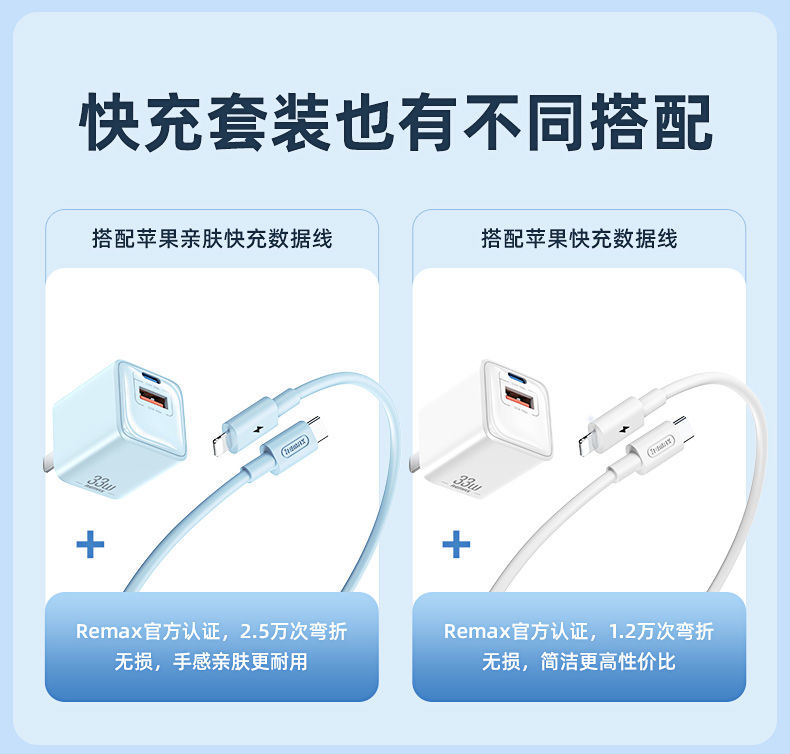 快充套装也有不同搭配
搭配苹果亲肤快充数据线
搭配苹果快充数据线
33w
REMAX
REMAX
+
33w
REMAX
REMAX
+
Remax官方认证，2.5万次弯折
无损，手感亲肤更耐用
Remax官方认证，1.2万次弯折
无损，简洁更高性价比